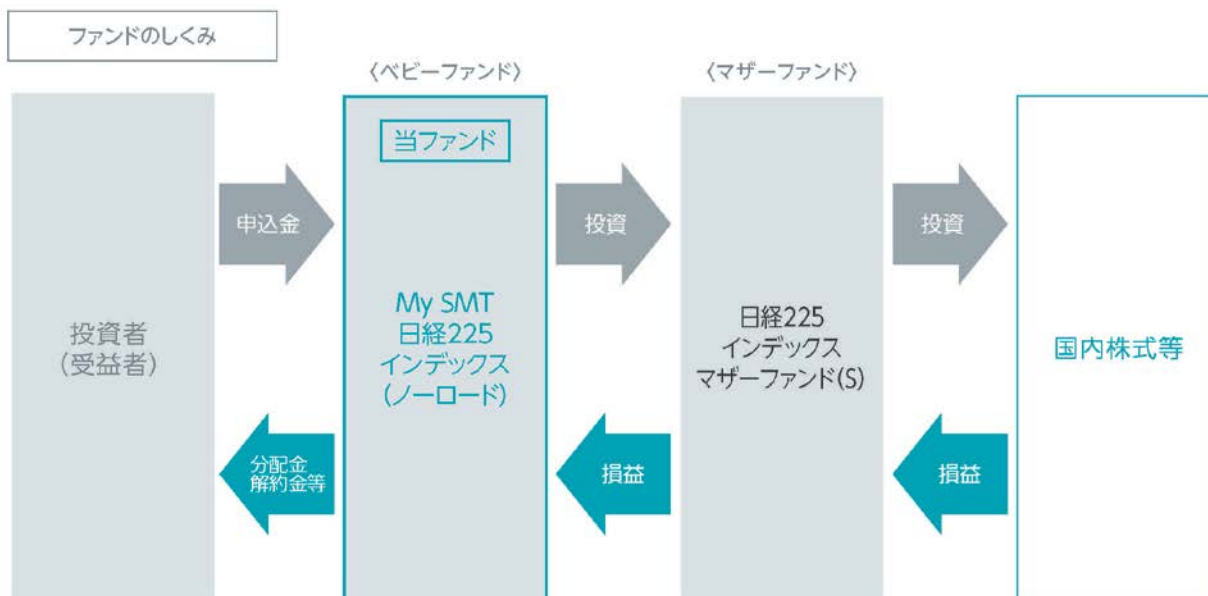 ファンドのしくみ
〈ベビーファンド〉
〈マザーファンド〉
投資者
(受益者)
申込金
分配金
解約金等
当ファンド
My SMT
日経225
インデックス
(ノーロード)
投資
損益
日経225
インデックス
マザーファンド(S)
投資
損益
国内株式等